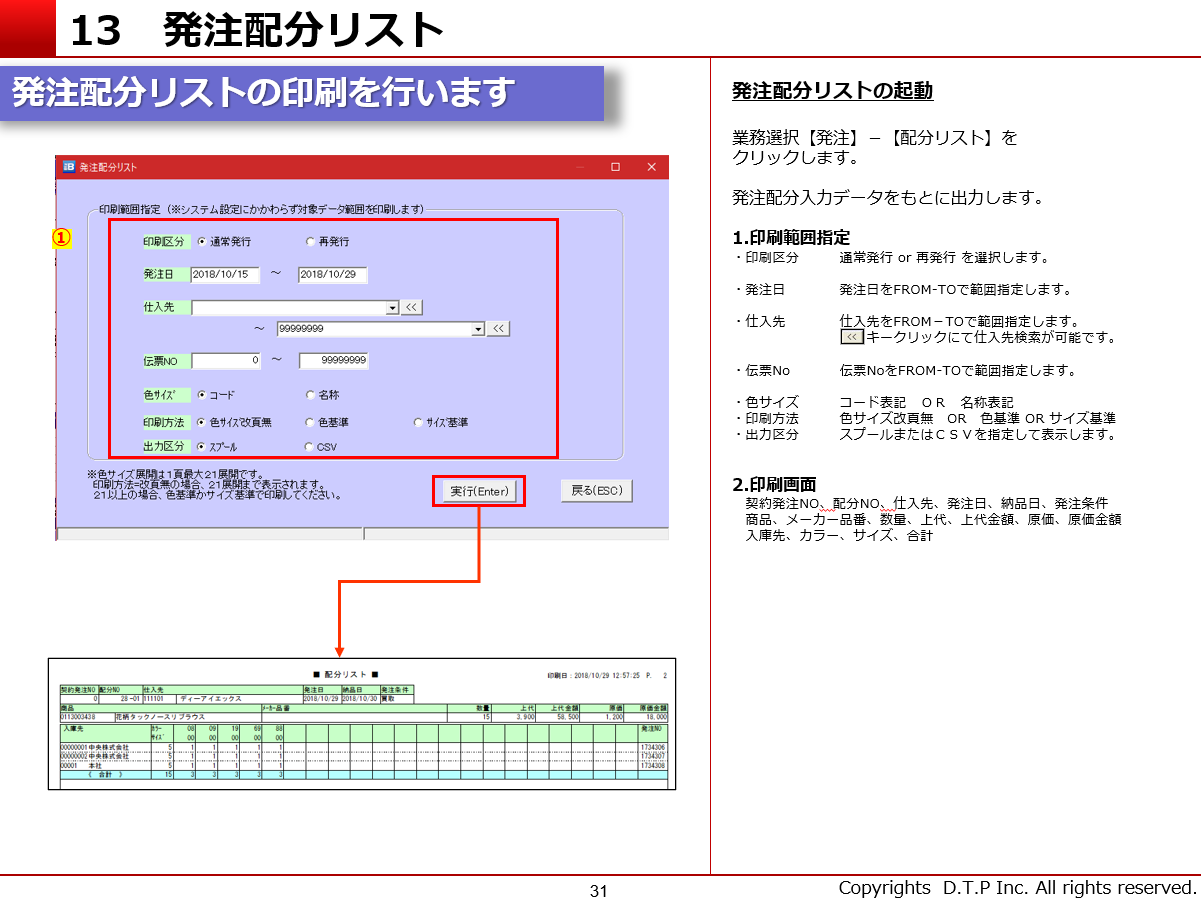 13　発注配分リスト
発注配分リストの印刷を行います
発注配分リスト
印刷範囲指定（※システム設定にかかわらず対象データ範囲を印刷します）
①
印刷区分 通常発行 再発行
発注日 2018/10/15 ～ 2018/10/29
仕入先 <<
～ 99999999 <<
伝票NO 0 ～ 99999999
色ｻｲｽﾞ コード 名称
印刷方法 色ｻｲｽﾞ改頁無 色基準 ｻｲｽﾞ基準
出力区分 ｽﾌﾟｰﾙ CSV
※色サイズ展開は1頁最大21展開です。
印刷方法=改頁無の場合、21展開まで表示されます。
21以上の場合、色基準かサイズ基準で印刷してください。
実行(Enter) 戻る(ESC)
■ 配分リスト ■
印刷日：2018/10/29 12:57:25 P. 2
契約発注NO 配分NO 仕入先 発注日 納品日 発注条件
0 28-01 111101 ディーアイエックス 2018/10/29 2018/10/30 買取
商品 ﾒｰｶｰ品番 数量 上代 上代金額 原価 原価金額
0113003438 花柄タックノースリブラウス 15 3,900 58,500 1,200 18,000
入庫先 ｶﾗｰ 08 09 19 69 88 発注NO
ｻｲｽﾞ 00 00 00 00 00
00000001 中央株式会社 5 1 1 1 1 1 1734306
00000002 中央株式会社 5 1 1 1 1 1 1734307
00001 本社 5 1 1 1 1 1 1734308
（ 合計 ） 15 3 3 3 3 3
発注配分リストの起動
業務選択【発注】－【配分リスト】を
クリックします。
発注配分入力データをもとに出力します。
1.印刷範囲指定
・印刷区分 通常発行 or 再発行 を選択します。
・発注日 発注日をFROM-TOで範囲指定します。
・仕入先 仕入先をFROM－TOで範囲指定します。
<< キークリックにて仕入先検索が可能です。
・伝票No 伝票NoをFROM-TOで範囲指定します。
・色サイズ コード表記　ＯＲ　名称表記
・印刷方法 色サイズ改頁無　OR　色基準 OR サイズ基準
・出力区分 スプールまたはＣＳＶを指定して表示します。
2.印刷画面
契約発注NO、配分NO、仕入先、発注日、納品日、発注条件
商品、メーカー品番、数量、上代、上代金額、原価、原価金額
入庫先、カラー、サイズ、合計
31
Copyrights D.T.P Inc. All rights reserved.